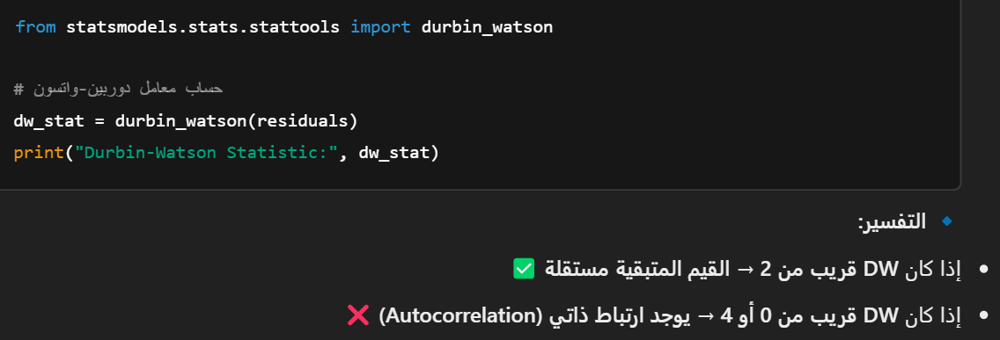 from statsmodels.stats.stattools import durbin_watson
# حساب معامل دوربين-واتسون
dw_stat = durbin_watson(residuals)
print("Durbin-Watson Statistic:", dw_stat)
🔹 التفسير:
• إذا كان DW قريب من 2 → القيم المتبقية مستقلة ✅
• إذا كان DW قريب من 0 أو 4 → يوجد ارتباط ذاتي (Autocorrelation) ❌